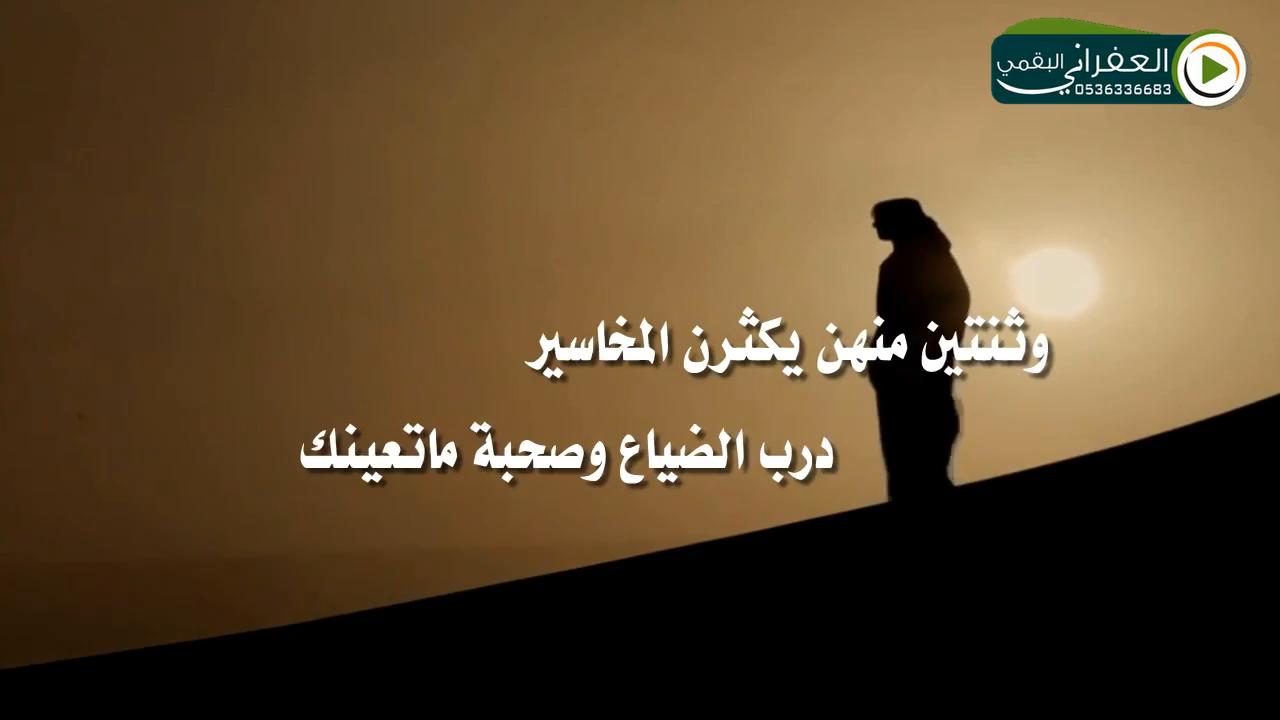 العفراني البقمي
0536336683
وثنتين منهن يكثرن المخاسير
درب الضياع وصحبة ماتعينك